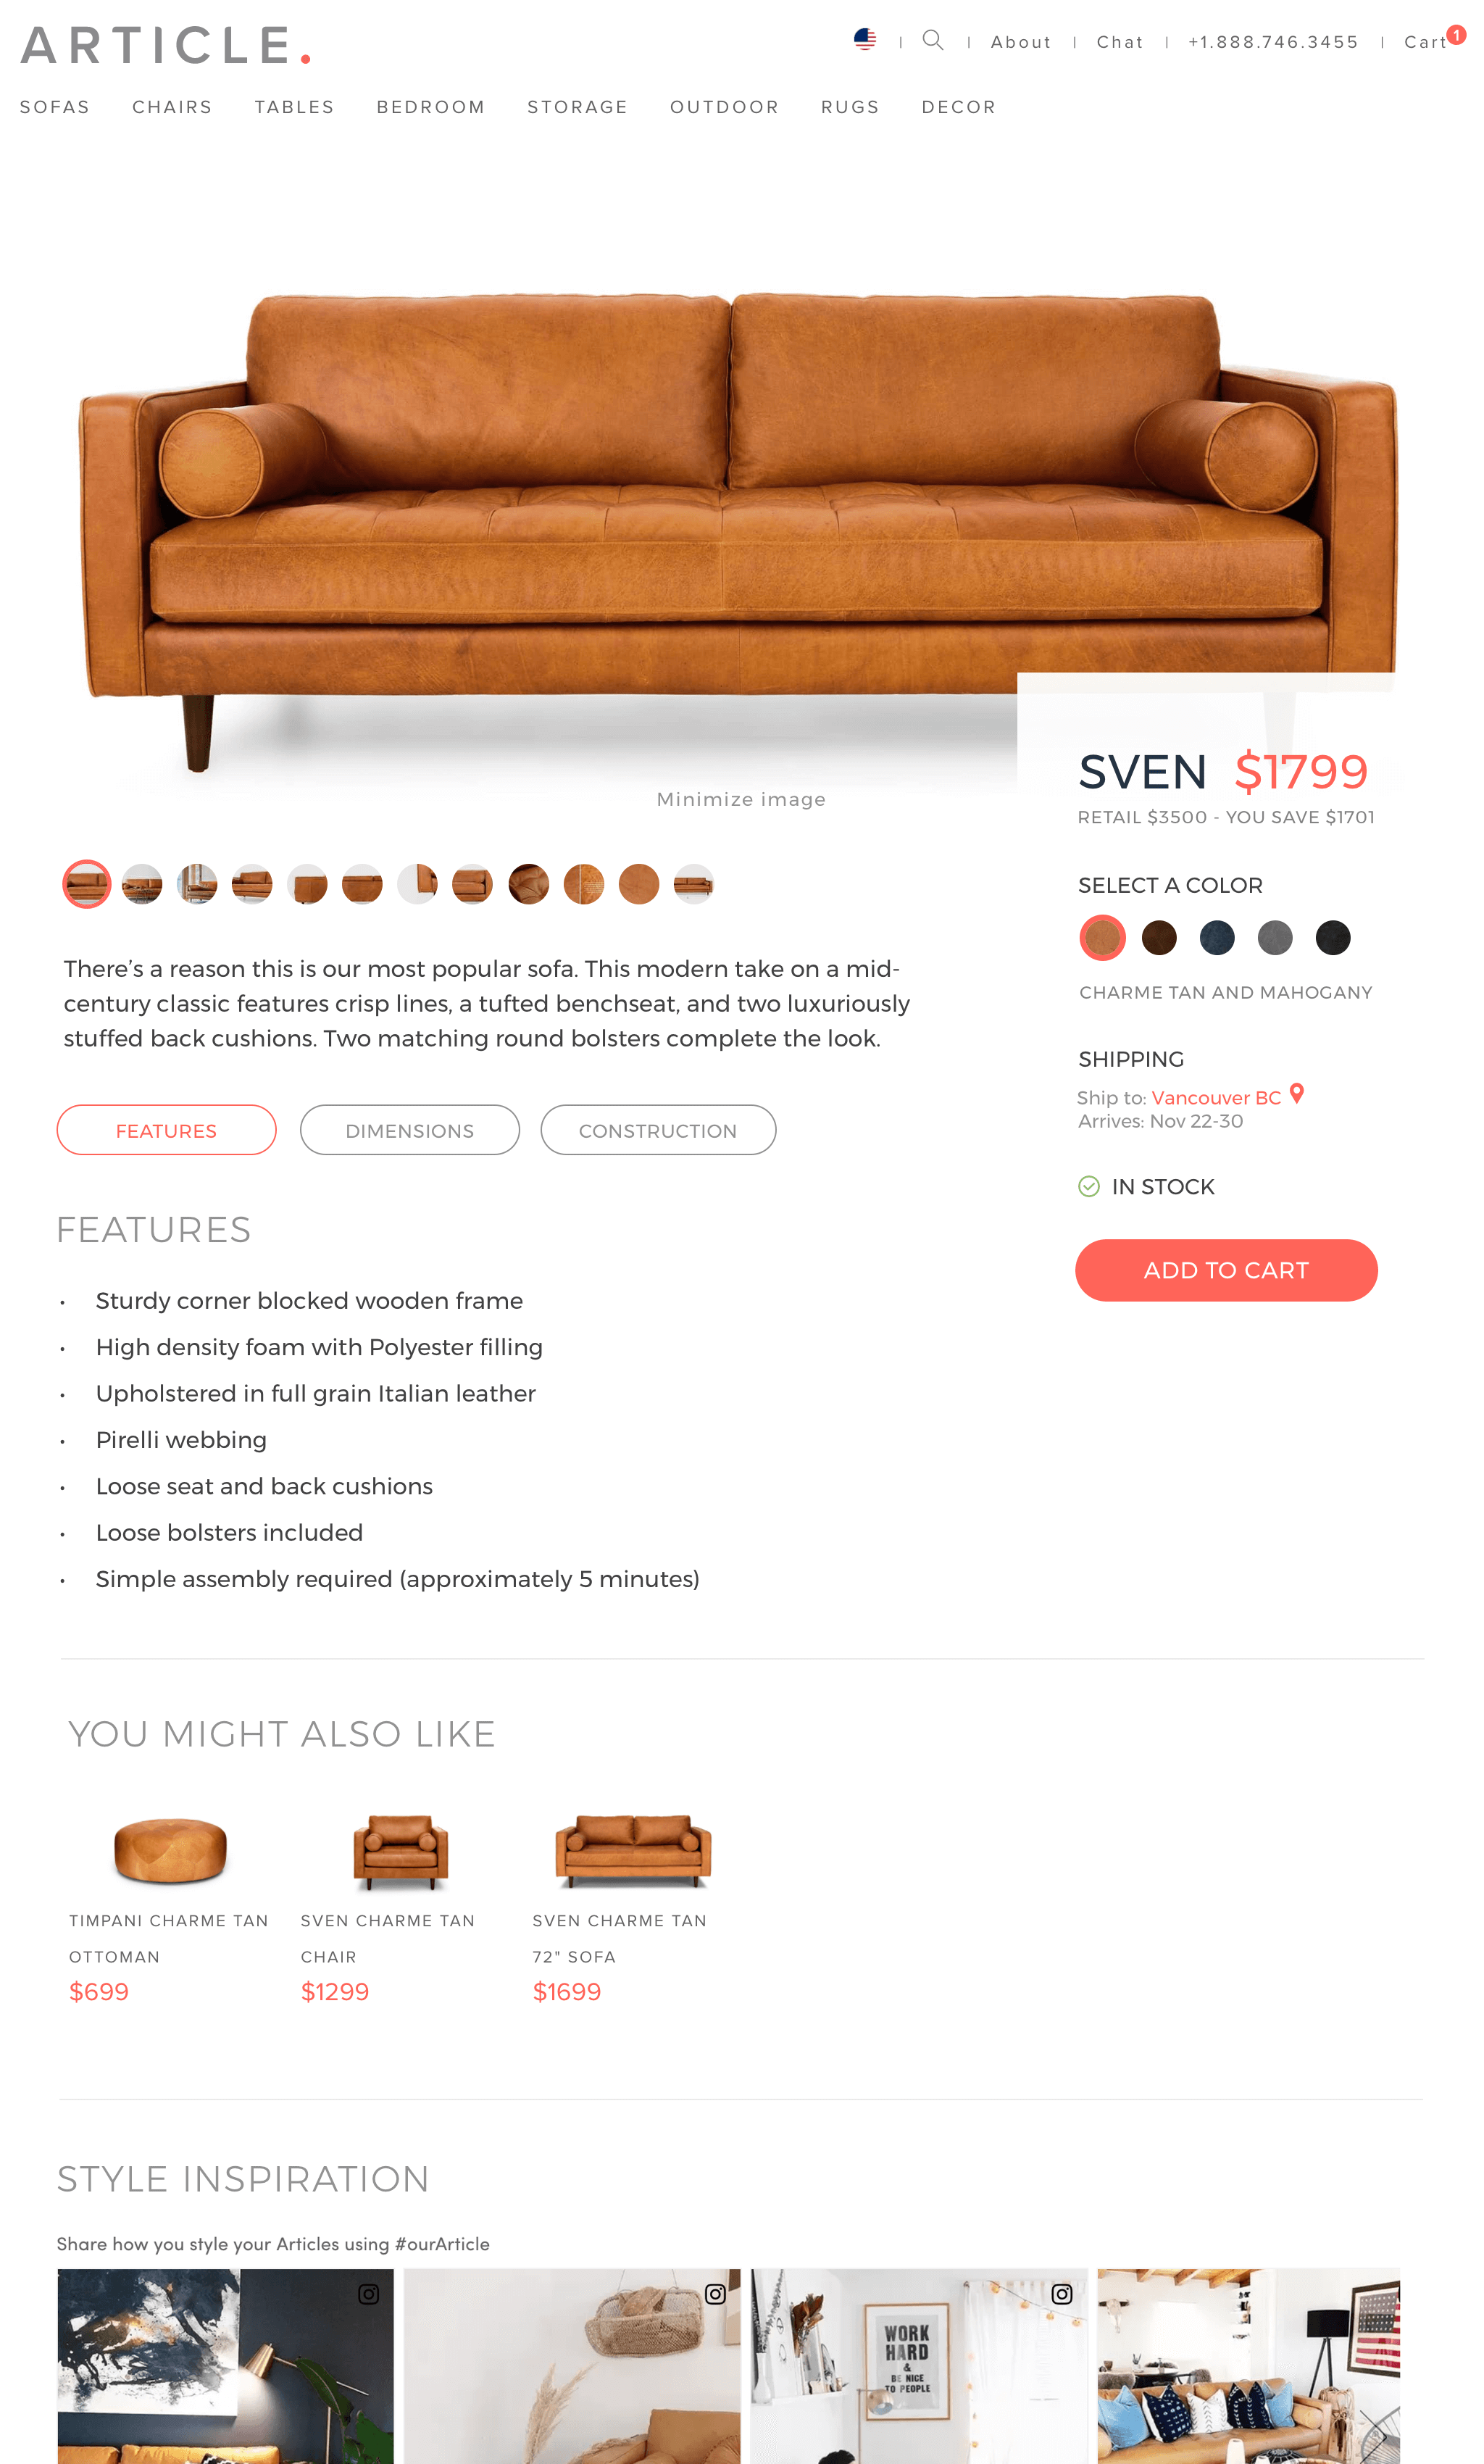 ARTICLE.
About
Chat
+1.888.746.3455
Cart
1
SOFAS CHAIRS TABLES BEDROOM STORAGE OUTDOOR RUGS DECOR
SVEN $1799
RETAIL $3500 - YOU SAVE $1701
Minimize image
SELECT A COLOR
CHARME TAN AND MAHOGANY
SHIPPING
Ship to: Vancouver BC
Arrives: Nov 22-30
IN STOCK
ADD TO CART
There’s a reason this is our most popular sofa. This modern take on a mid-
century classic features crisp lines, a tufted benchseat, and two luxuriously
stuffed back cushions. Two matching round bolsters complete the look.
FEATURES
DIMENSIONS
CONSTRUCTION
FEATURES
• Sturdy corner blocked wooden frame
• High density foam with Polyester filling
• Upholstered in full grain Italian leather
• Pirelli webbing
• Loose seat and back cushions
• Loose bolsters included
• Simple assembly required (approximately 5 minutes)
YOU MIGHT ALSO LIKE
TIMPANI CHARME TAN
OTTOMAN
$699
SVEN CHARME TAN
CHAIR
$1299
SVEN CHARME TAN
72" SOFA
$1699
STYLE INSPIRATION
Share how you style your Articles using #ourArticle
WORK
HARD
&
BE NICE
TO PEOPLE